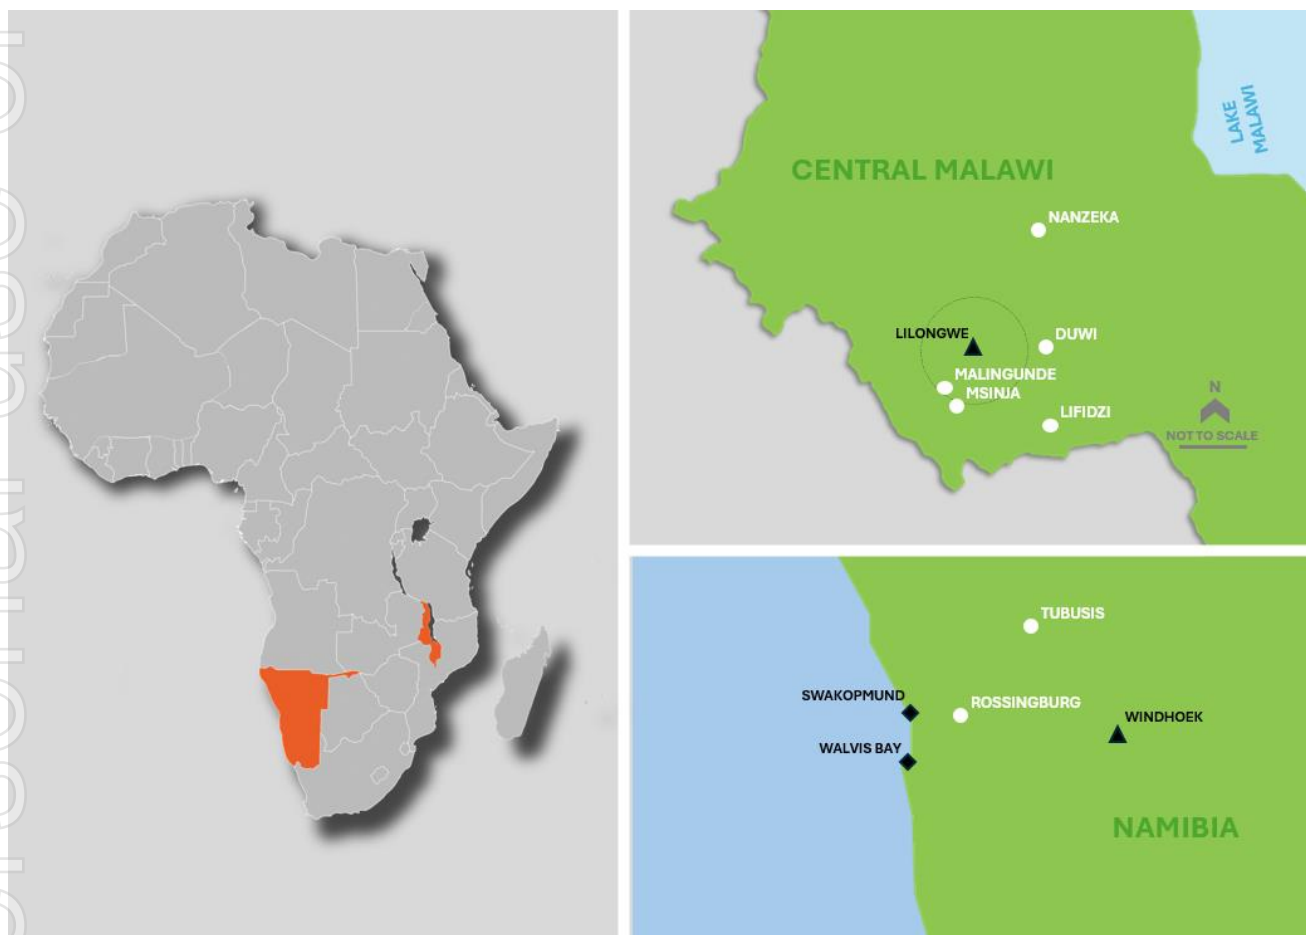 CENTRAL MALAWI
LAKE
MALAWI
NANZEKA
LILONGWE
DUWI
MALINGUNDE
MSINJA
LIFIDZI
N
NOT TO SCALE
TUBUSIS
SWAKOPMUND
ROSSINGBURG
WINDHOEK
WALVIS BAY
NAMIBIA